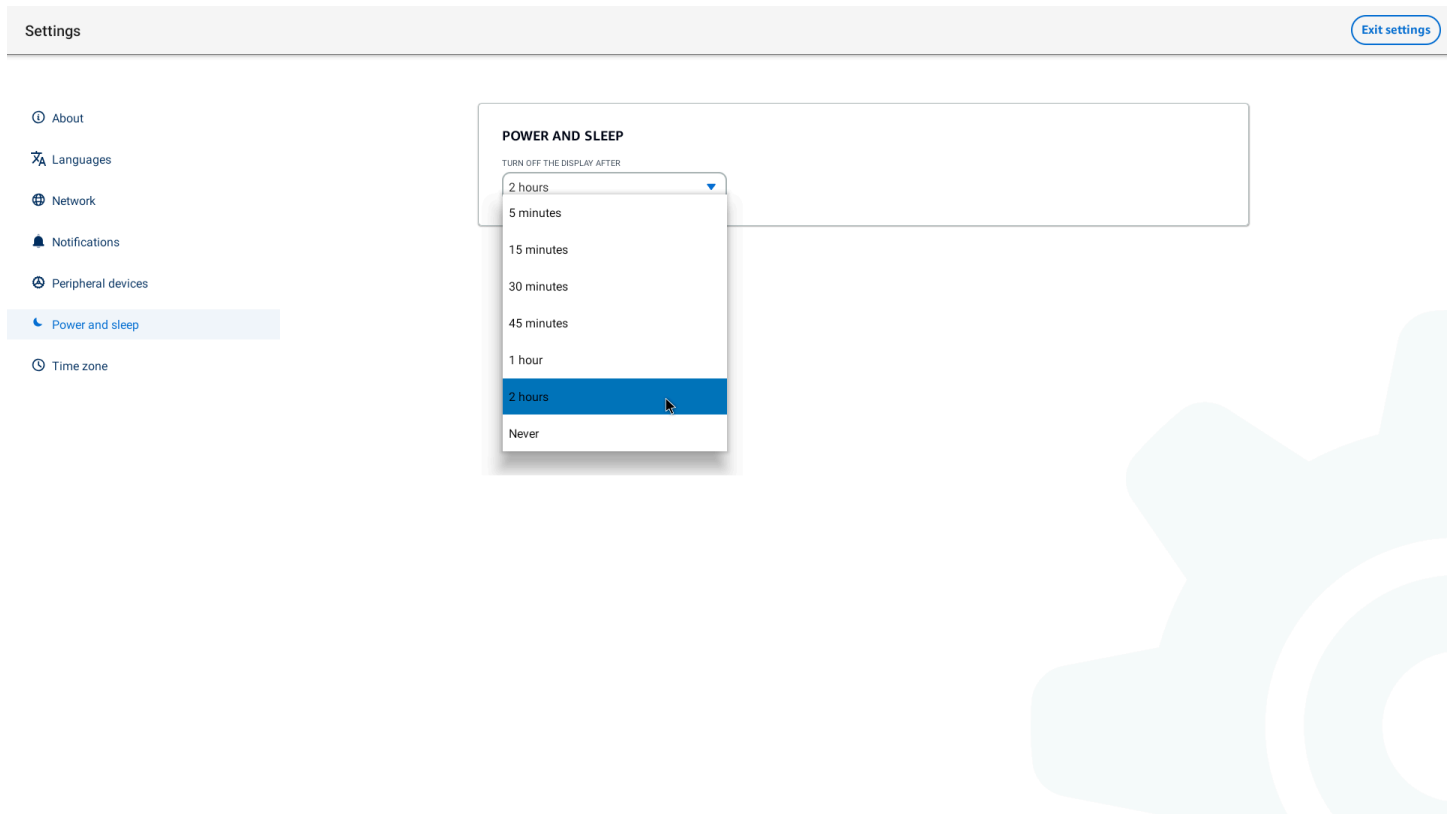 Settings
Exit settings
About
Languages
Network
Notifications
Peripheral devices
Power and sleep
Time zone
POWER AND SLEEP
TURN OFF THE DISPLAY AFTER
2 hours
5 minutes
15 minutes
30 minutes
45 minutes
1 hour
2 hours
Never